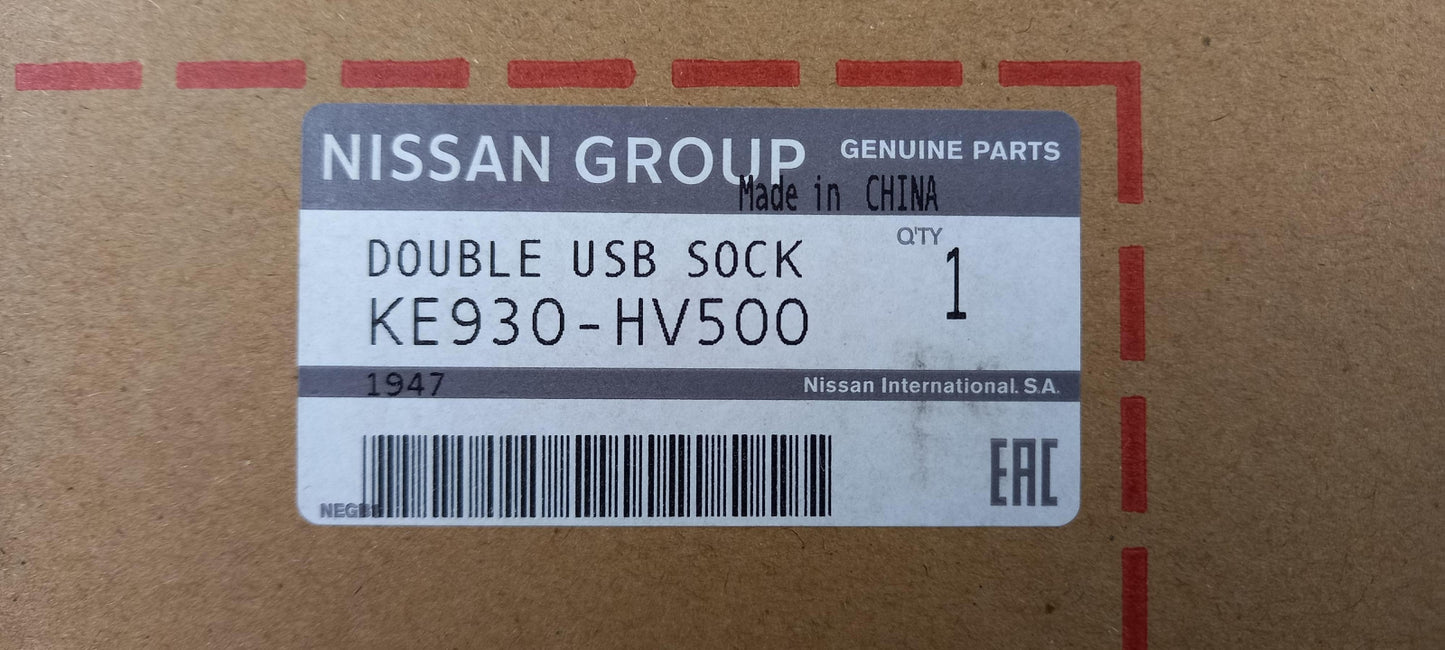 NISSAN GROUP GENUINE PARTS
Made in CHINA
DOUBLE USB SOCK Q'TY
KE930-HV500 1
1947 Nissan International. S.A.
EAC